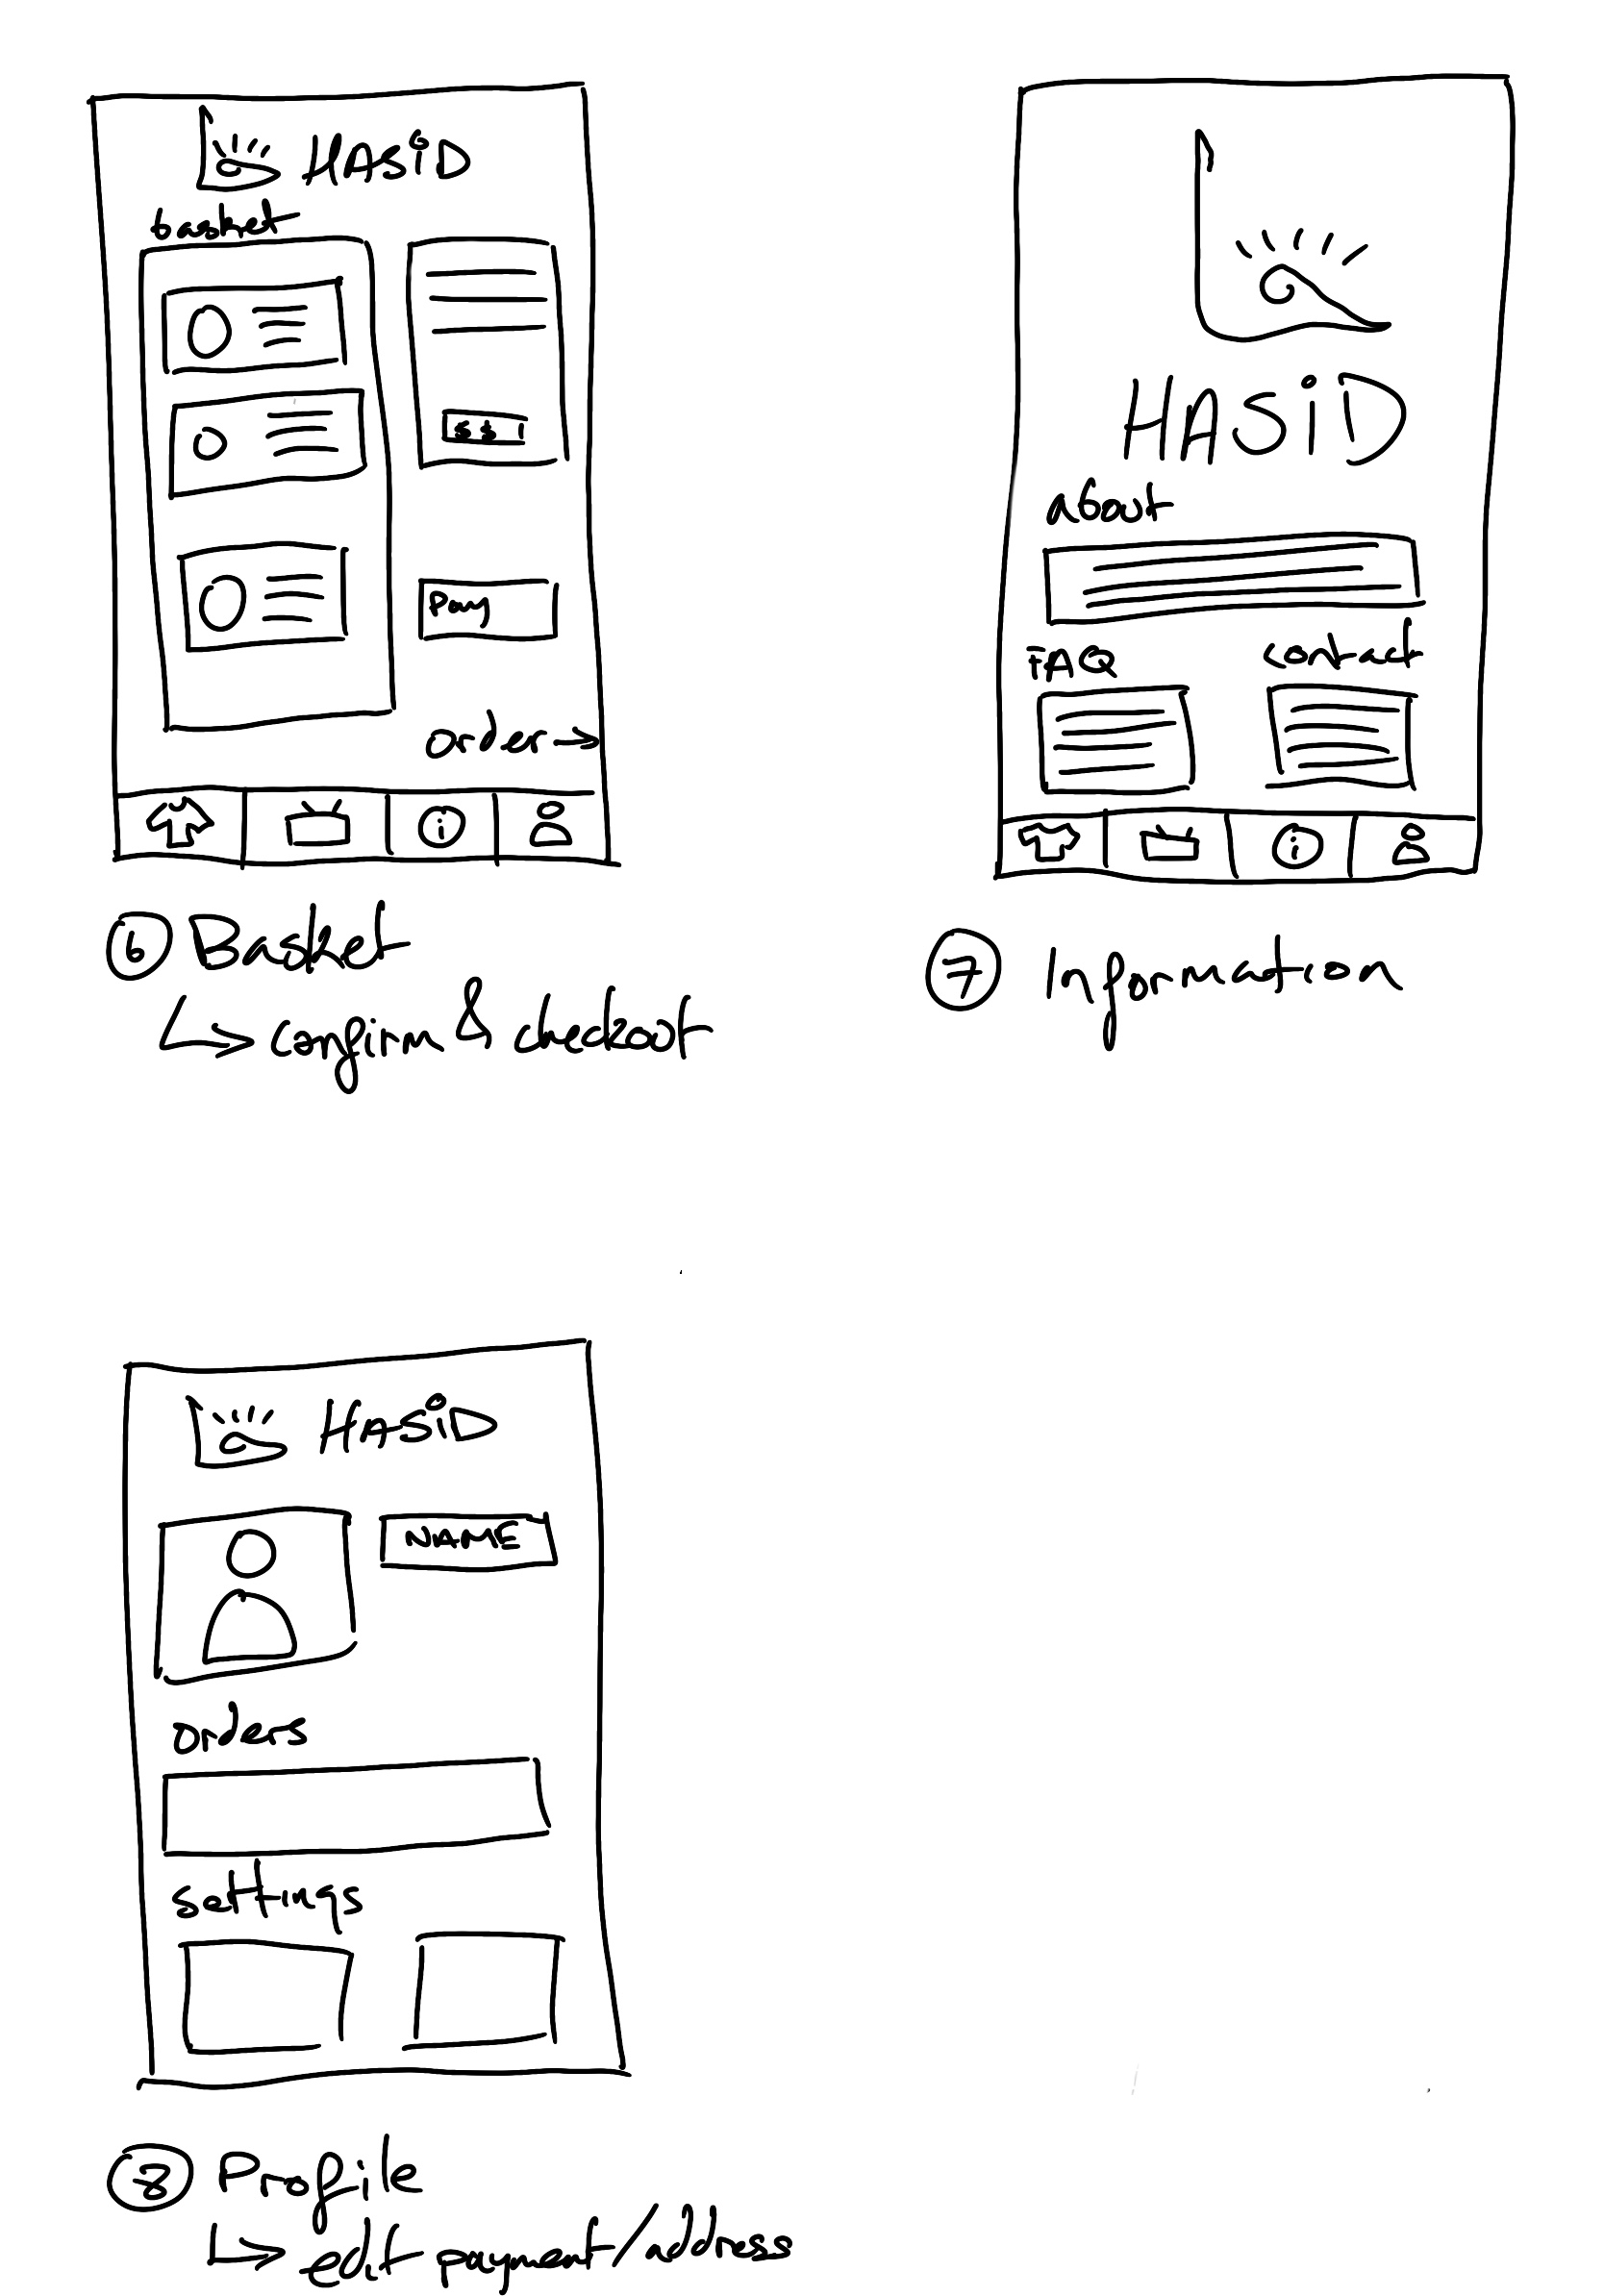 HASiD
basket
$ $ |
Pay
order →
i
6 Basket
↳ confirm & checkout
HASiD
about
FAQ
contact
i
7 Information
HASiD
NAME
orders
settings
8 Profile
↳ edit payment/address